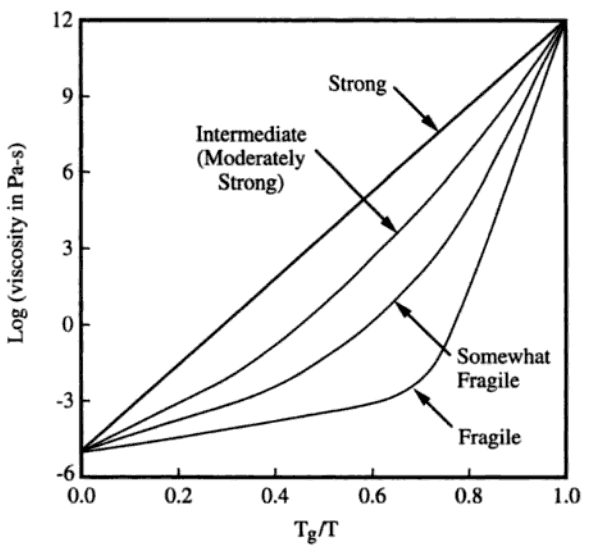 12
9
6
3
0
-3
-6
Log (viscosity in Pa-s)
Strong
Intermediate
(Moderately
Strong)
Somewhat
Fragile
Fragile
0.0 0.2 0.4 0.6 0.8 1.0
Tg/T